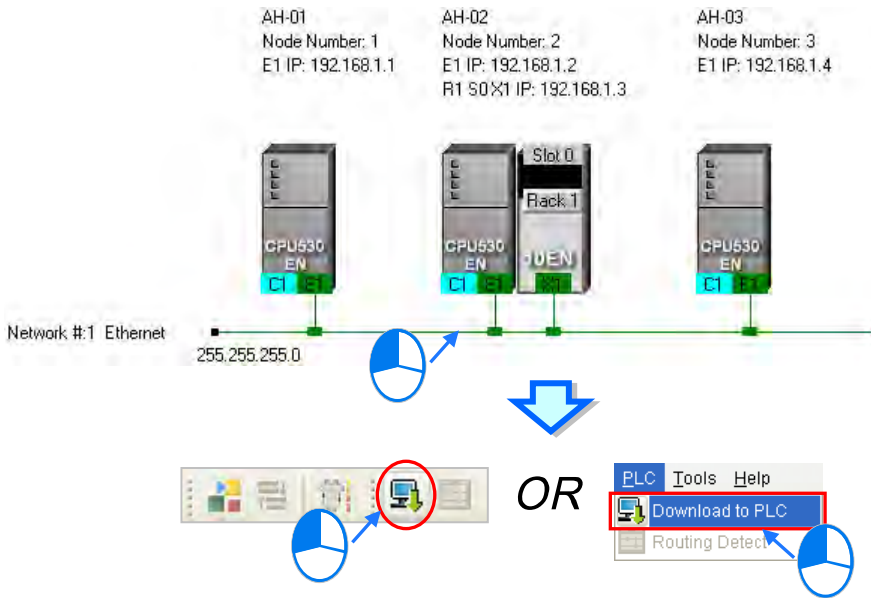 AH-01
Node Number: 1
E1 IP: 192.168.1.1
AH-02
Node Number: 2
E1 IP: 192.168.1.2
R1 S0 X1 IP: 192.168.1.3
AH-03
Node Number: 3
E1 IP: 192.168.1.4
CPU530
EN
C1 E1
CPU530
EN
C1 E1
Slot 0
Rack 1
10EN
X1
CPU530
EN
C1 E1
Network #:1 Ethernet
255.255.255.0
OR
PLC Tools Help
Download to PLC
Routing Detect